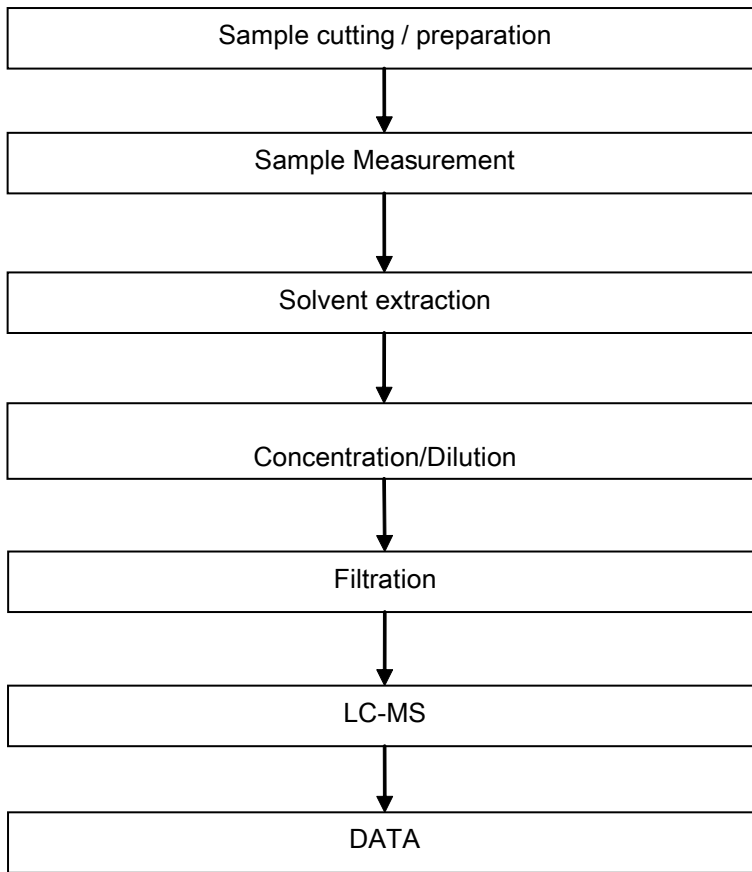 Sample cutting / preparation
Sample Measurement
Solvent extraction
Concentration/Dilution
Filtration
LC-MS
DATA